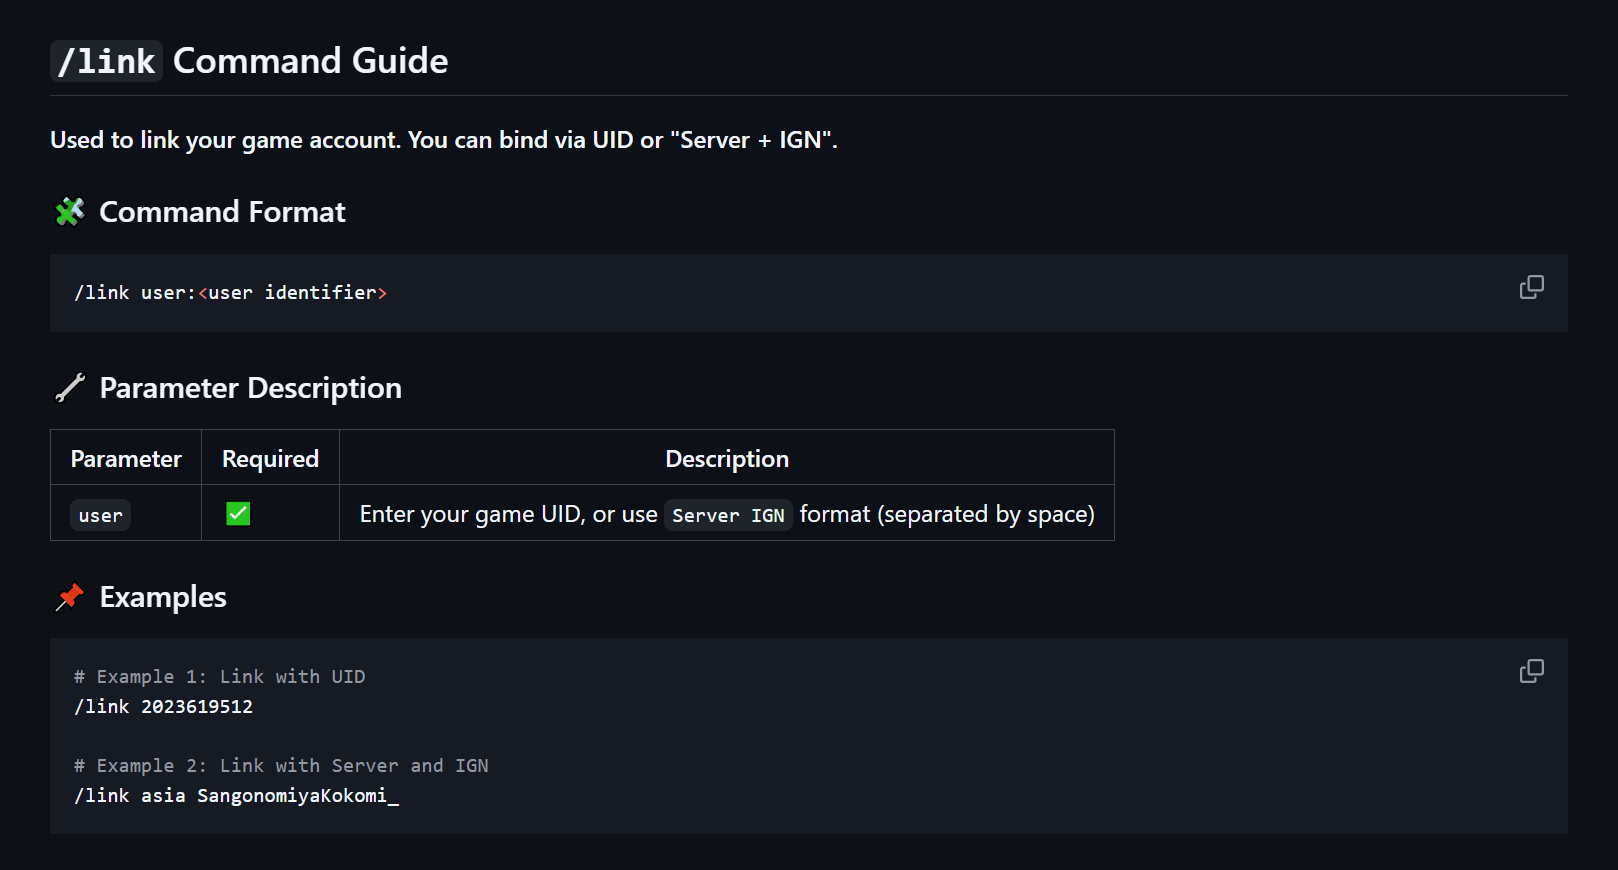 /link Command Guide
Used to link your game account. You can bind via UID or "Server + IGN".
Command Format
/link user:<user identifier>
Parameter Description
Parameter Required Description
user ✅ Enter your game UID, or use Server IGN format (separated by space)
Examples
# Example 1: Link with UID
/link 2023619512
# Example 2: Link with Server and IGN
/link asia SangonomiyaKokomi_